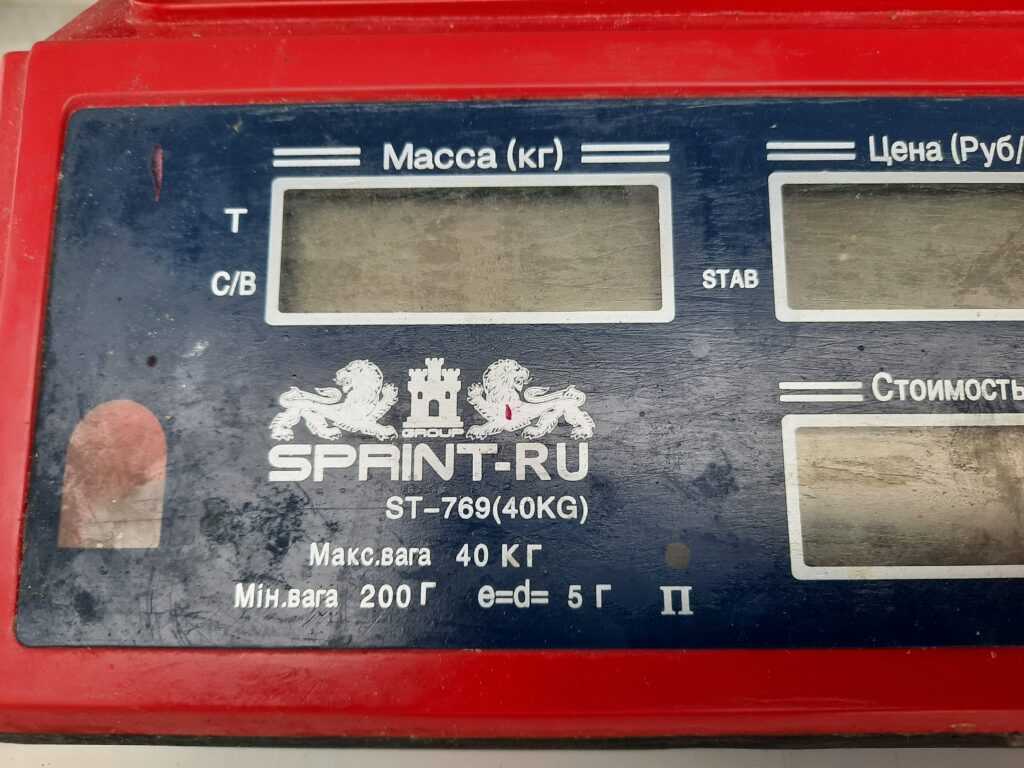 Масса (кг)
Цена (Руб/
Т
С/В
STAB
Стоимость
GROUP
SPRINT-RU
ST-769(40KG)
Макс.вага 40 КГ
Мін.вага 200 Г e=d= 5 Г
П